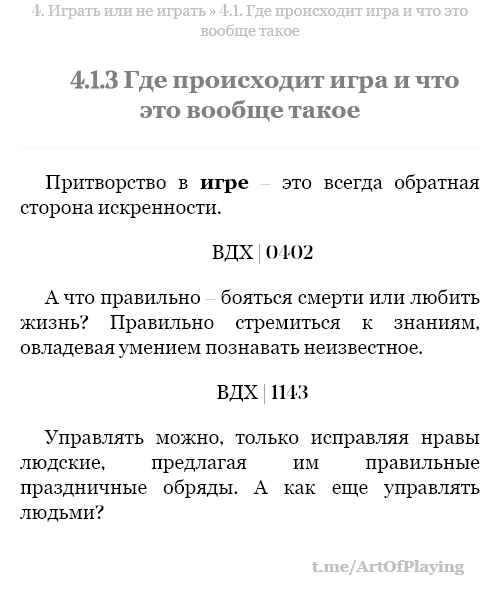 4. Играть или не играть » 4.1. Где происходит игра и что это
вообще такое
4.1.3 Где происходит игра и что
это вообще такое
Притворство в игре – это всегда обратная
сторона искренности.
ВДХ | 0402
А что правильно – бояться смерти или любить
жизнь? Правильно стремиться к знаниям,
овладевая умением познавать неизвестное.
ВДХ | 1143
Управлять можно, только исправляя нравы
людские, предлагая им правильные
праздничные обряды. А как еще управлять
людьми?
t.me/ArtOfPlaying